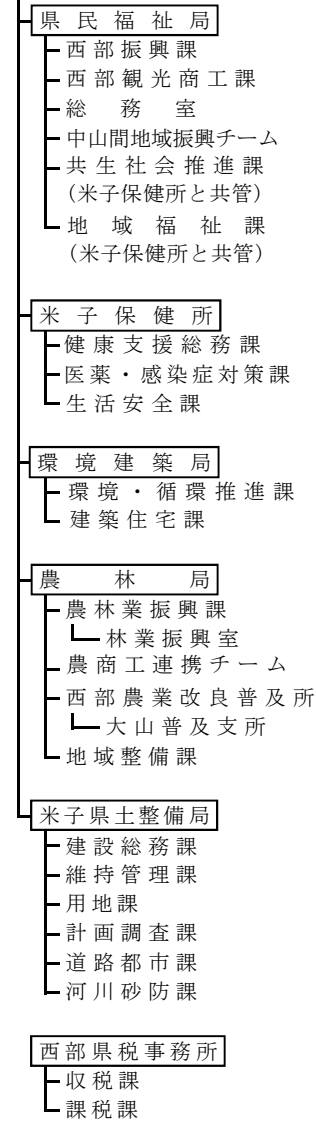 県民福祉局
西部振興課
西部観光商工課
総務室
中山間地域振興チーム
共生社会推進課
(米子保健所と共管)
地域福祉課
(米子保健所と共管)
米子保健所
健康支援総務課
医薬・感染症対策課
生活安全課
環境建築局
環境・循環推進課
建築住宅課
農林局
農林業振興課
林業振興室
農商工連携チーム
西部農業改良普及所
大山普及支所
地域整備課
米子県土整備局
建設総務課
維持管理課
用地課
計画調査課
道路都市課
河川砂防課
西部県税事務所
収税課
課税課